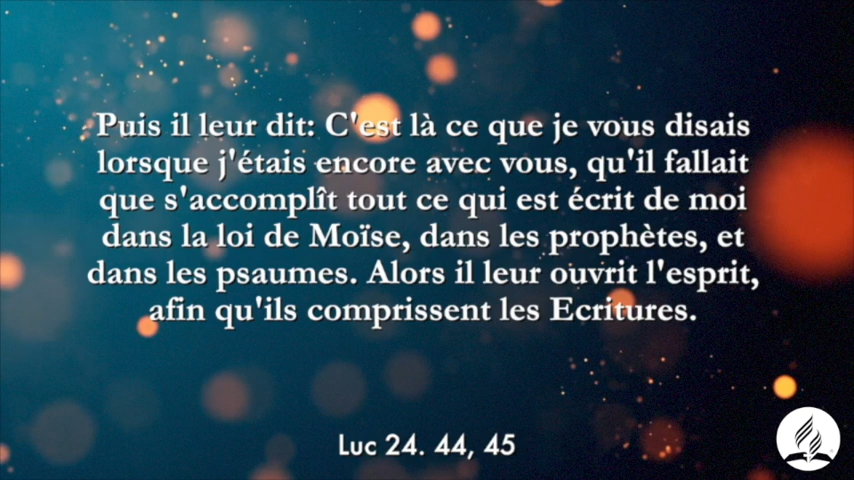 Puis il leur dit: C'est là ce que je vous disais
lorsque j'étais encore avec vous, qu'il fallait
que s'accomplît tout ce qui est écrit de moi
dans la loi de Moïse, dans les prophètes, et
dans les psaumes. Alors il leur ouvrit l'esprit,
afin qu'ils comprissent les Ecritures.
Luc 24. 44, 45